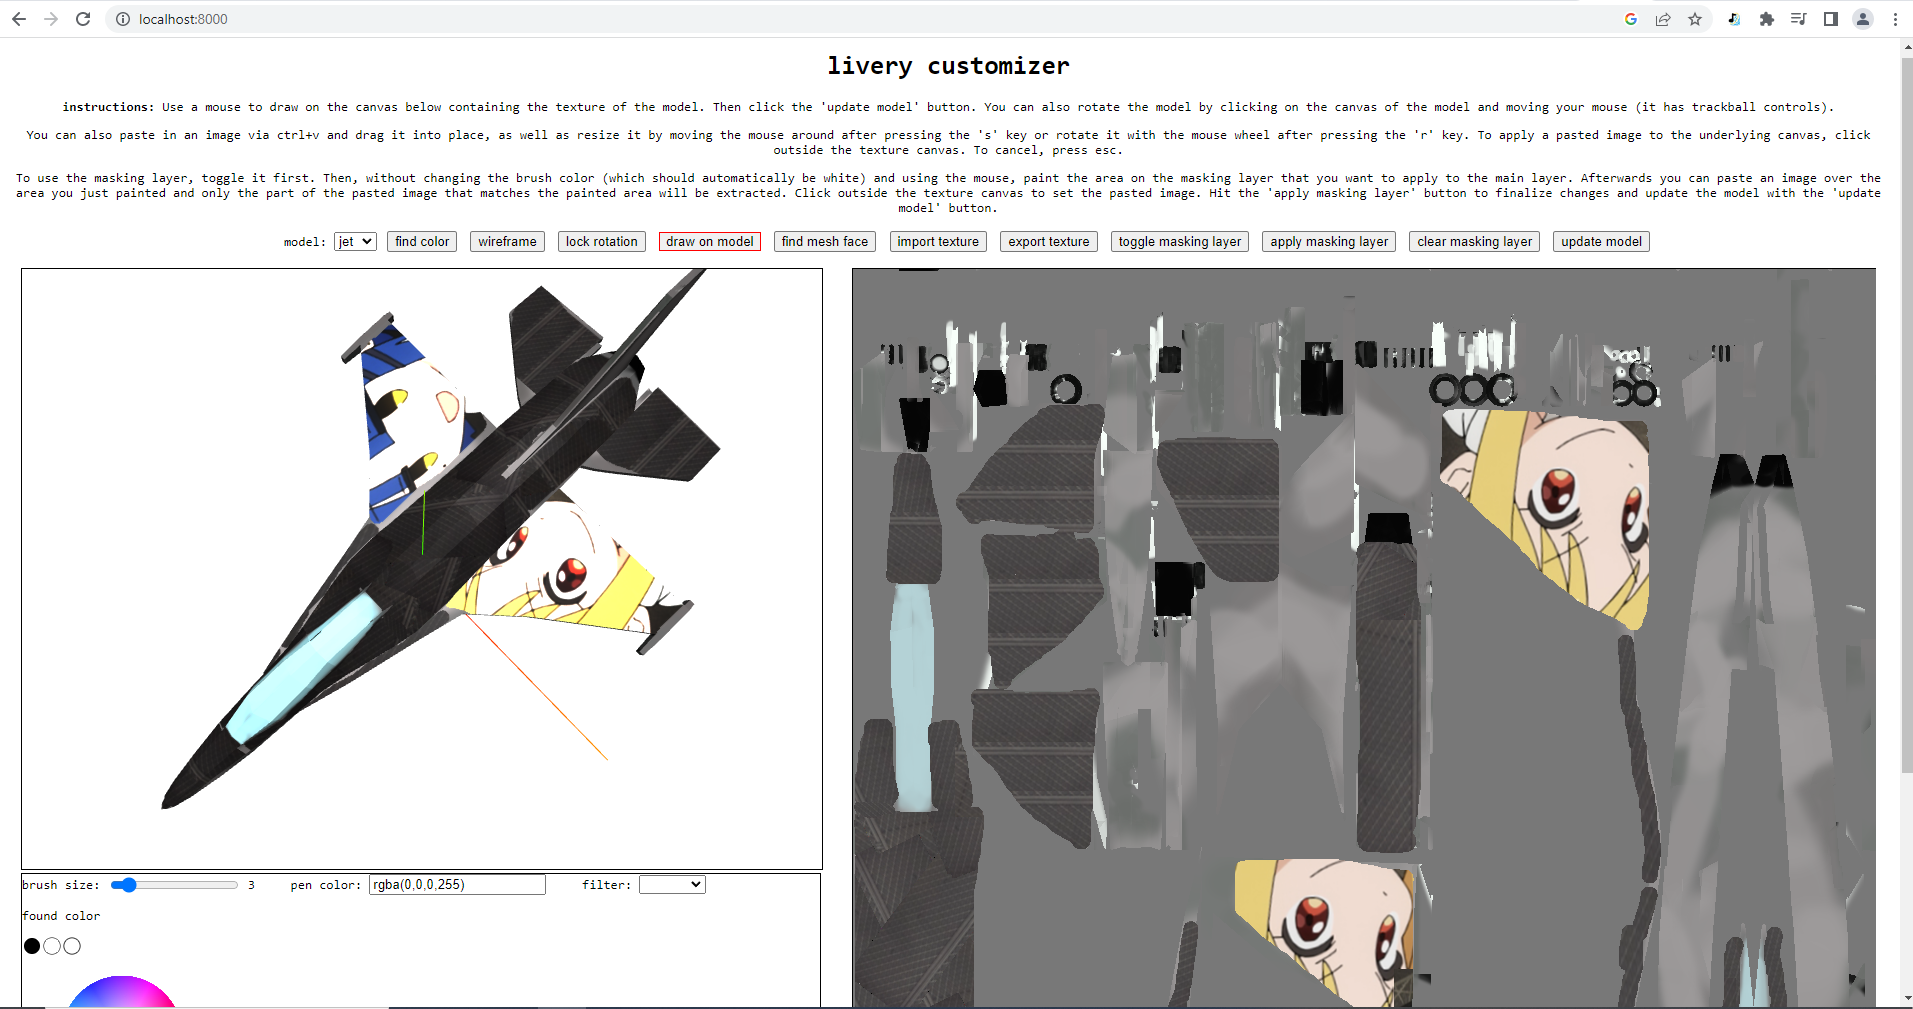 localhost:8000
livery customizer
instructions: Use a mouse to draw on the canvas below containing the texture of the model. Then click the 'update model' button. You can also rotate the model by clicking on the canvas of the model and moving your mouse (it has trackball controls).
You can also paste in an image via ctrl+v and drag it into place, as well as resize it by moving the mouse around after pressing the 's' key or rotate it with the mouse wheel after pressing the 'r' key. To apply a pasted image to the underlying canvas, click
outside the texture canvas. To cancel, press esc.
To use the masking layer, toggle it first. Then, without changing the brush color (which should automatically be white) and using the mouse, paint the area on the masking layer that you want to apply to the main layer. Afterwards you can paste an image over the
area you just painted and only the part of the pasted image that matches the painted area will be extracted. Click outside the texture canvas to set the pasted image. Hit the 'apply masking layer' button to finalize changes and update the model with the 'update
model' button.
model: jet find color wireframe lock rotation draw on model find mesh face import texture export texture toggle masking layer apply masking layer clear masking layer update model
brush size: 3 pen color: rgba(0,0,0,255) filter:
found color